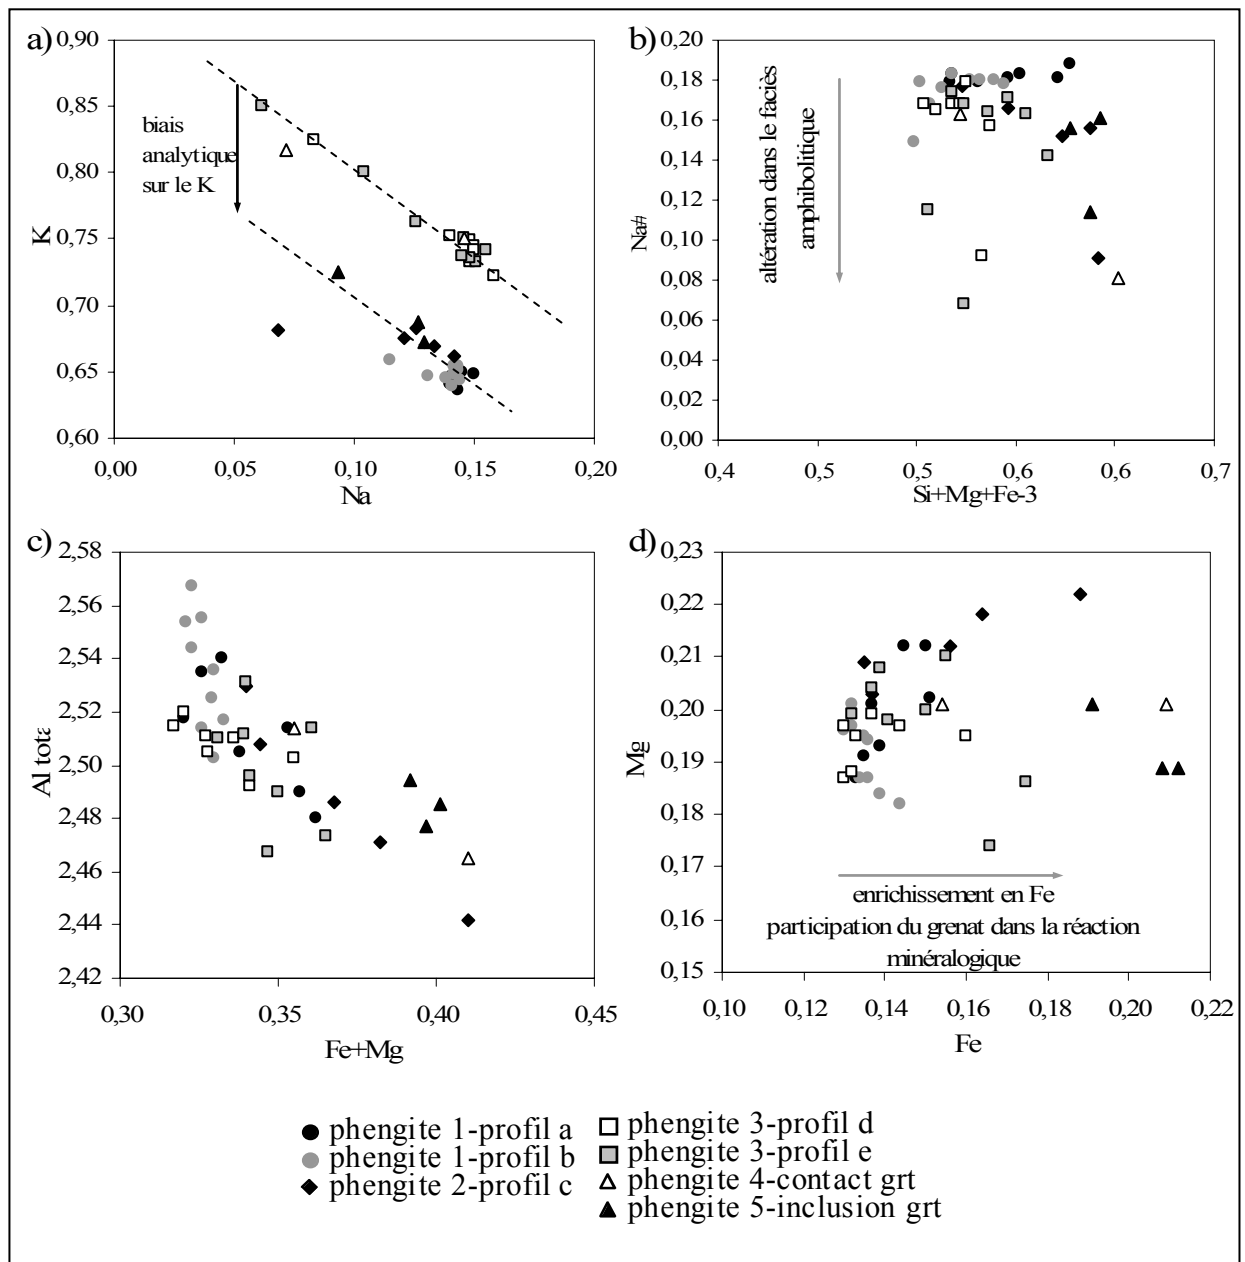 a)
0,90
0,85
0,80
0,75
0,70
0,65
0,60
K
biais
analytique
sur le K
0,00 0,05 0,10 0,15 0,20
Na
b)
0,20
0,18
0,16
0,14
0,12
0,10
0,08
0,06
0,04
0,02
0,00
Na#
altération dans le faciès
amphibolitique
0,4 0,5 0,5 0,6 0,6 0,7
Si+Mg+Fe-3
c)
2,58
2,56
2,54
2,52
2,50
2,48
2,46
2,44
2,42
Al tota
0,30 0,35 0,40 0,45
Fe+Mg
d)
0,23
0,22
0,21
0,20
0,19
0,18
0,17
0,16
0,15
Mg
enrichissement en Fe
participation du grenat dans la réaction
minéralogique
0,10 0,12 0,14 0,16 0,18 0,20 0,22
Fe
phengite 1-profil a
phengite 1-profil b
phengite 2-profil c
phengite 3-profil d
phengite 3-profil e
phengite 4-contact grt
phengite 5-inclusion grt